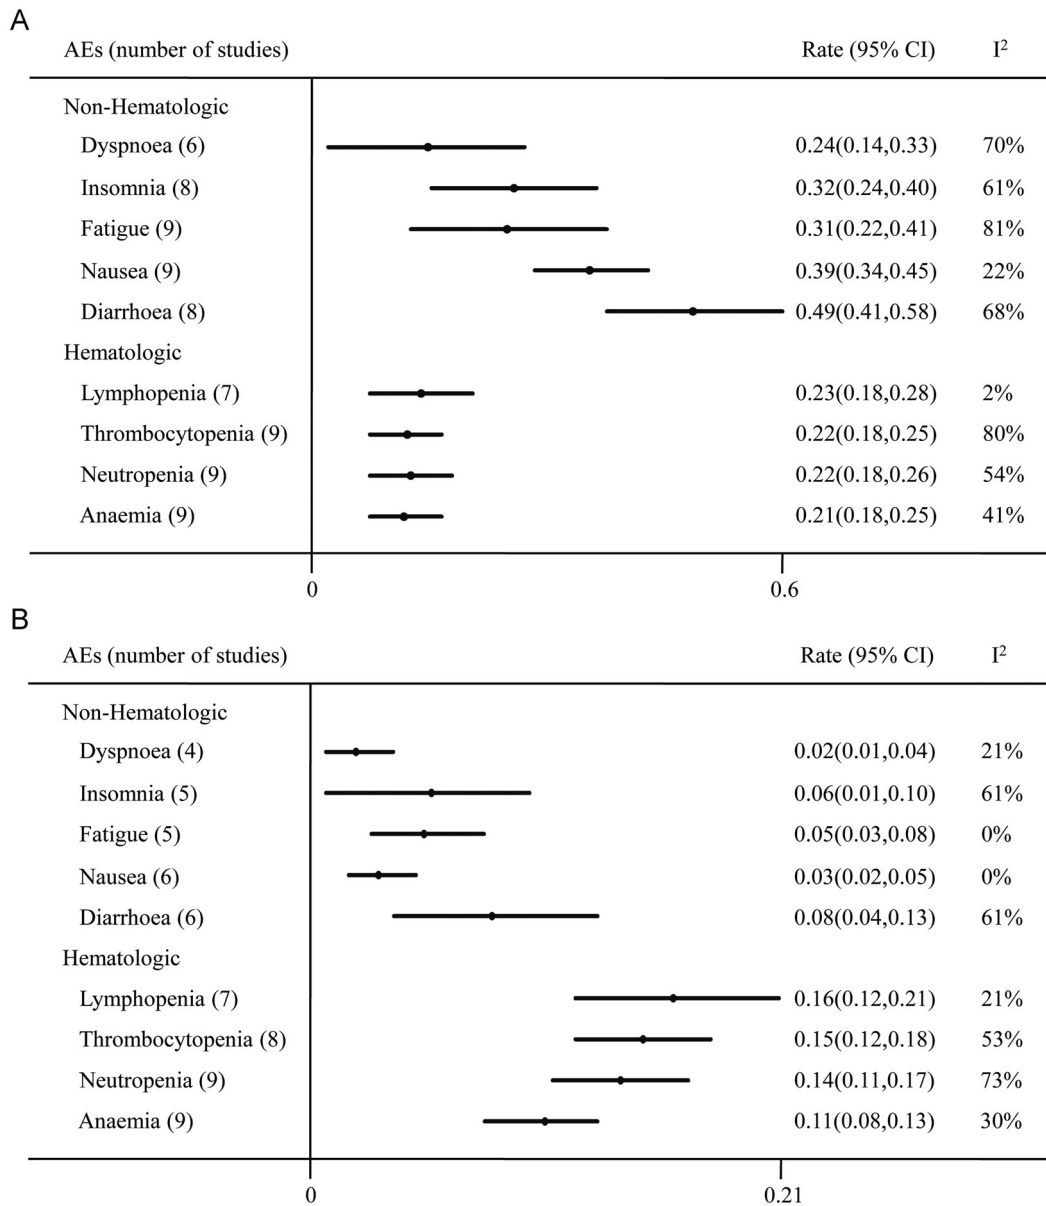 A
AEs (number of studies) Rate (95% CI) I²
Non-Hematologic
Dyspnoea (6) 0.24(0.14,0.33) 70%
Insomnia (8) 0.32(0.24,0.40) 61%
Fatigue (9) 0.31(0.22,0.41) 81%
Nausea (9) 0.39(0.34,0.45) 22%
Diarrhoea (8) 0.49(0.41,0.58) 68%
Hematologic
Lymphopenia (7) 0.23(0.18,0.28) 2%
Thrombocytopenia (9) 0.22(0.18,0.25) 80%
Neutropenia (9) 0.22(0.18,0.26) 54%
Anaemia (9) 0.21(0.18,0.25) 41%
0 0.6
B
AEs (number of studies) Rate (95% CI) I²
Non-Hematologic
Dyspnoea (4) 0.02(0.01,0.04) 21%
Insomnia (5) 0.06(0.01,0.10) 61%
Fatigue (5) 0.05(0.03,0.08) 0%
Nausea (6) 0.03(0.02,0.05) 0%
Diarrhoea (6) 0.08(0.04,0.13) 61%
Hematologic
Lymphopenia (7) 0.16(0.12,0.21) 21%
Thrombocytopenia (8) 0.15(0.12,0.18) 53%
Neutropenia (9) 0.14(0.11,0.17) 73%
Anaemia (9) 0.11(0.08,0.13) 30%
0 0.21